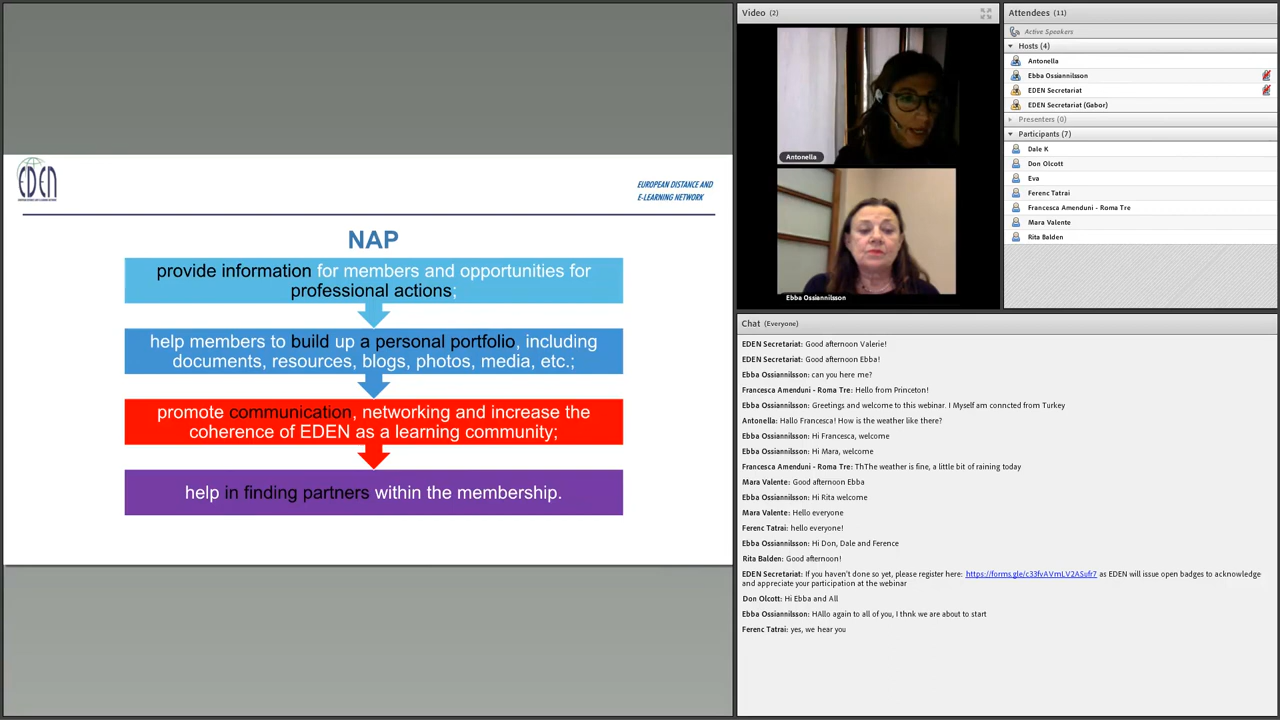 EDEN
EUROPEAN DISTANCE AND
E-LEARNING NETWORK
NAP
provide information for members and opportunities for
professional actions;
help members to build up a personal portfolio, including
documents, resources, blogs, photos, media, etc.;
promote communication, networking and increase the
coherence of EDEN as a learning community;
help in finding partners within the membership.
Video (2)
Antonella
Ebba Ossiannilsson
Attendees (11)
Active Speakers
Hosts (4)
Antonella
Ebba Ossiannilsson
EDEN Secretariat
EDEN Secretariat (Gabor)
Presenters (0)
Participants (7)
Dale K
Don Olcott
Eva
Ferenc Tatrai
Francesca Amenduni - Roma Tre
Mara Valente
Rita Balden
Chat (Everyone)
EDEN Secretariat: Good afternoon Valerie!
EDEN Secretariat: Good afternoon Ebba!
Ebba Ossiannilsson: can you here me?
Francesca Amenduni - Roma Tre: Hello from Princeton!
Ebba Ossiannilsson: Greetings and welcome to this webinar. I Myself am conncted from Turkey
Antonella: Hallo Francesca! How is the weather like there?
Ebba Ossiannilsson: Hi Francesca, welcome
Ebba Ossiannilsson: Hi Mara, welcome
Francesca Amenduni - Roma Tre: ThThe weather is fine, a little bit of raining today
Mara Valente: Good afternoon Ebba
Ebba Ossiannilsson: Hi Rita welcome
Mara Valente: Hello everyone
Ferenc Tatrai: hello everyone!
Ebba Ossiannilsson: Hi Don, Dale and Ference
Rita Balden: Good afternoon!
EDEN Secretariat: If you haven't done so yet, please register here: https://forms.gle/c33fvAVmLV2ASufr7 as EDEN will issue open badges to acknowledge
and appreciate your participation at the webinar
Don Olcott: Hi Ebba and All
Ebba Ossiannilsson: HAllo again to all of you, I thnk we are about to start
Ferenc Tatrai: yes, we hear you